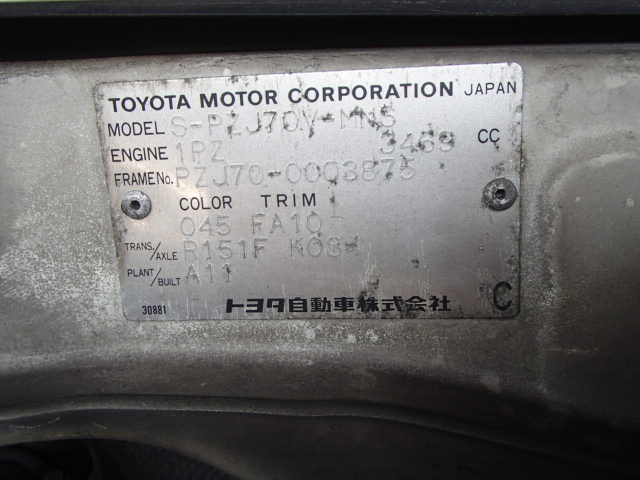 TOYOTA MOTOR CORPORATION JAPAN
MODEL S-PZJ70V-MNS
ENGINE 1PZ 3469 CC
FRAME No. PZJ70-0003875
COLOR TRIM
045 FA10
TRANS./AXLE R151F K084
PLANT/BUILT A11
30881 トヨタ自動車株式会社 C